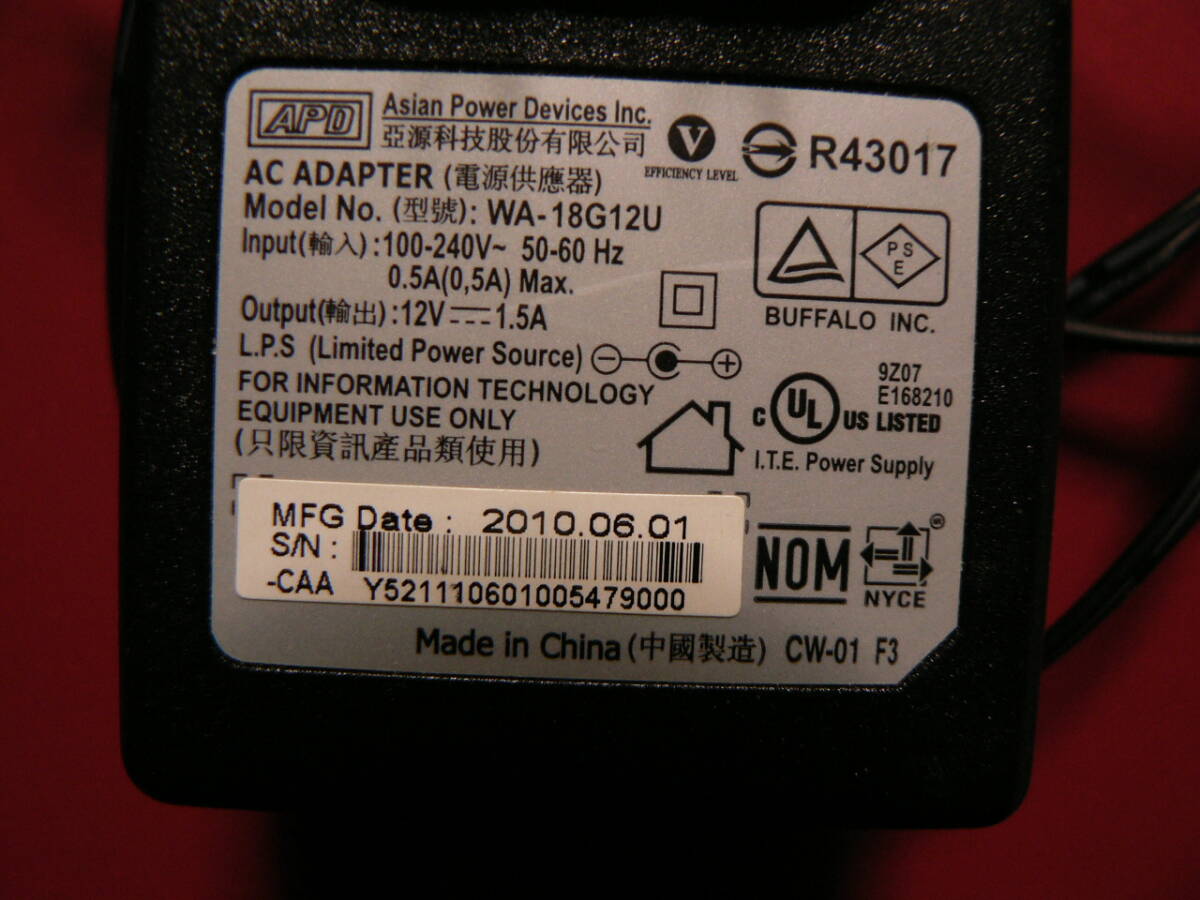 APD
Asian Power Devices Inc.
亞源科技股份有限公司
V
EFFICIENCY LEVEL
R43017
AC ADAPTER (電源供應器)
Model No. (型號): WA-18G12U
Input(輸入):100-240V~ 50-60 Hz
0.5A(0,5A) Max.
Output(輸出):12V 1.5A
L.P.S (Limited Power Source) − +
FOR INFORMATION TECHNOLOGY
EQUIPMENT USE ONLY
(只限資訊產品類使用)
PS
E
BUFFALO INC.
9Z07
E168210
C UL US LISTED
I.T.E. Power Supply
MFG Date : 2010.06.01
S/N :
-CAA Y521110601005479000
NOM
NYCE
Made in China (中國製造) CW-01 F3